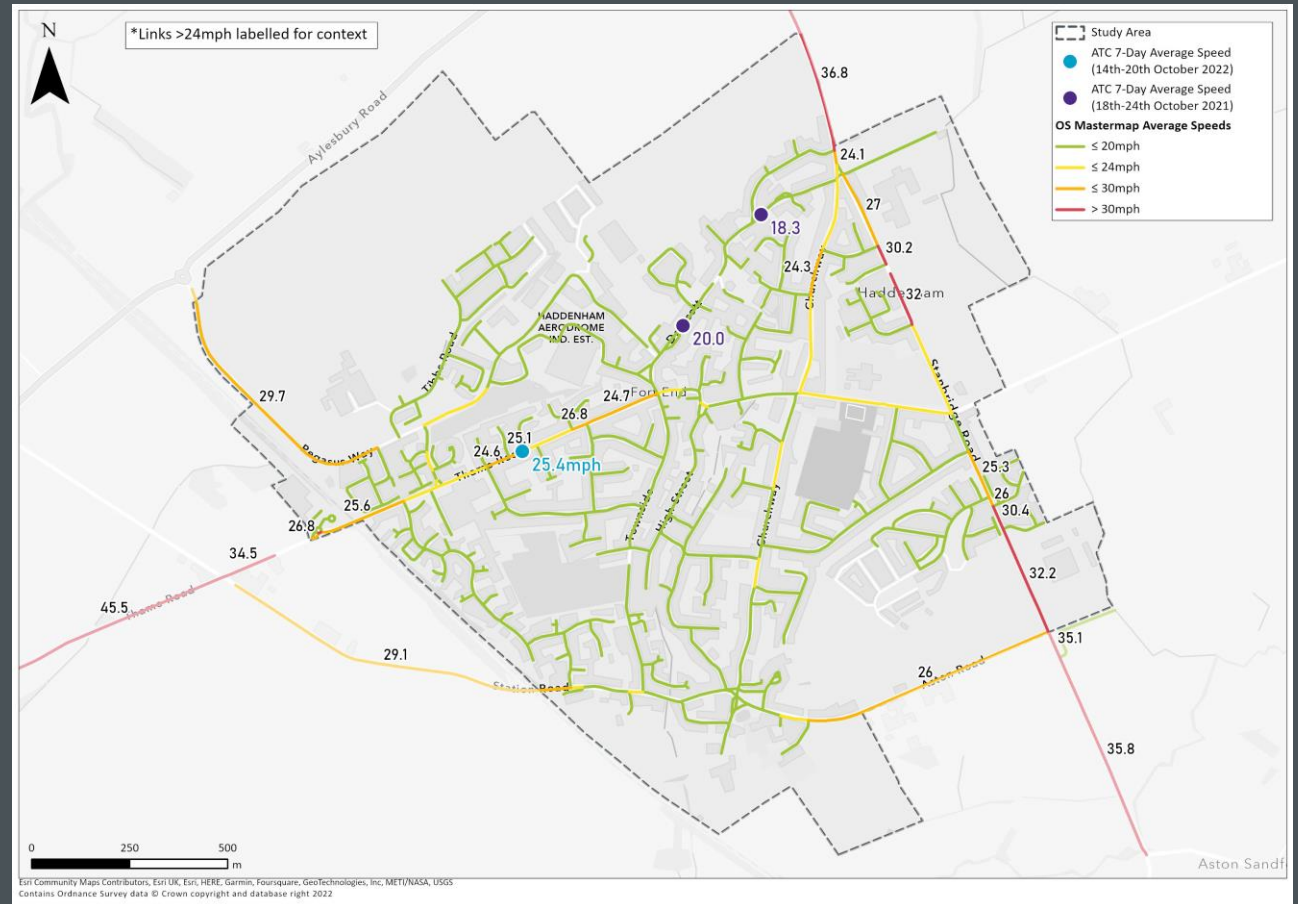 N
*Links >24mph labelled for context
Study Area
ATC 7-Day Average Speed
(14th-20th October 2022)
ATC 7-Day Average Speed
(18th-24th October 2021)
OS Mastermap Average Speeds
≤ 20mph
≤ 24mph
≤ 30mph
> 30mph
36.8
Aylesbury Road
24.1
27
18.3
30.2
24.3
Churchway
Haddenham
32
HADDENHAM
AERODROME
IND. EST.
20.0
Tibbs Road
Stanbridge Road
29.7
24.7
Fort End
26.8
25.1
24.6
Pegasus Way
25.4mph
25.3
25.6
26
26.8
30.4
Townside
High Street
Churchway
34.5
32.2
45.5
Thame Road
35.1
29.1
26
Aston Road
Station Road
35.8
0
250
500
m
Aston Sandf
Esri Community Maps Contributors, Esri UK, Esri, HERE, Garmin, Foursquare, GeoTechnologies, Inc, METI/NASA, USGS
Contains Ordnance Survey data © Crown copyright and database right 2022